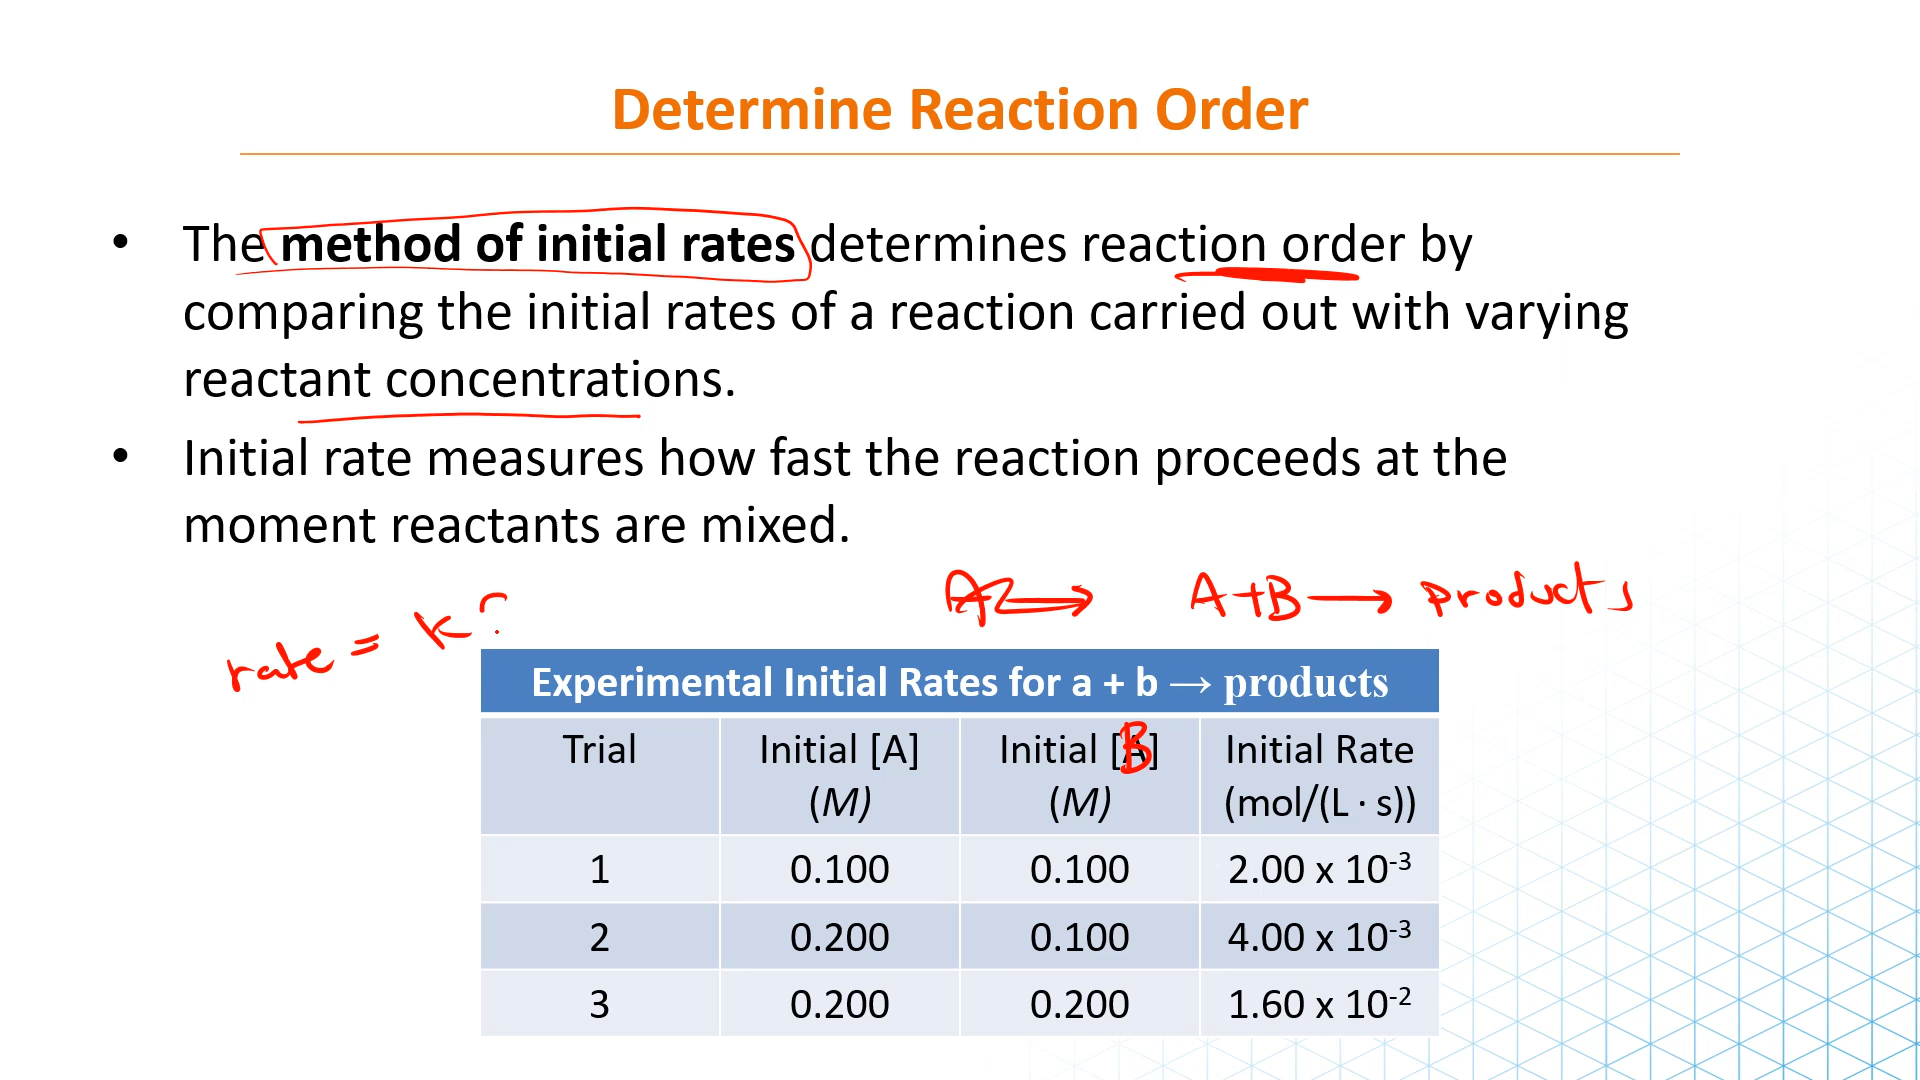 Determine Reaction Order
• The method of initial rates determines reaction order by
comparing the initial rates of a reaction carried out with varying
reactant concentrations.
• Initial rate measures how fast the reaction proceeds at the
moment reactants are mixed.
A + B → products
rate = k ?
Experimental Initial Rates for a + b → products
Trial Initial [A] (M) Initial [B] (M) Initial Rate (mol/(L · s))
1 0.100 0.100 2.00 x 10⁻³
2 0.200 0.100 4.00 x 10⁻³
3 0.200 0.200 1.60 x 10⁻²